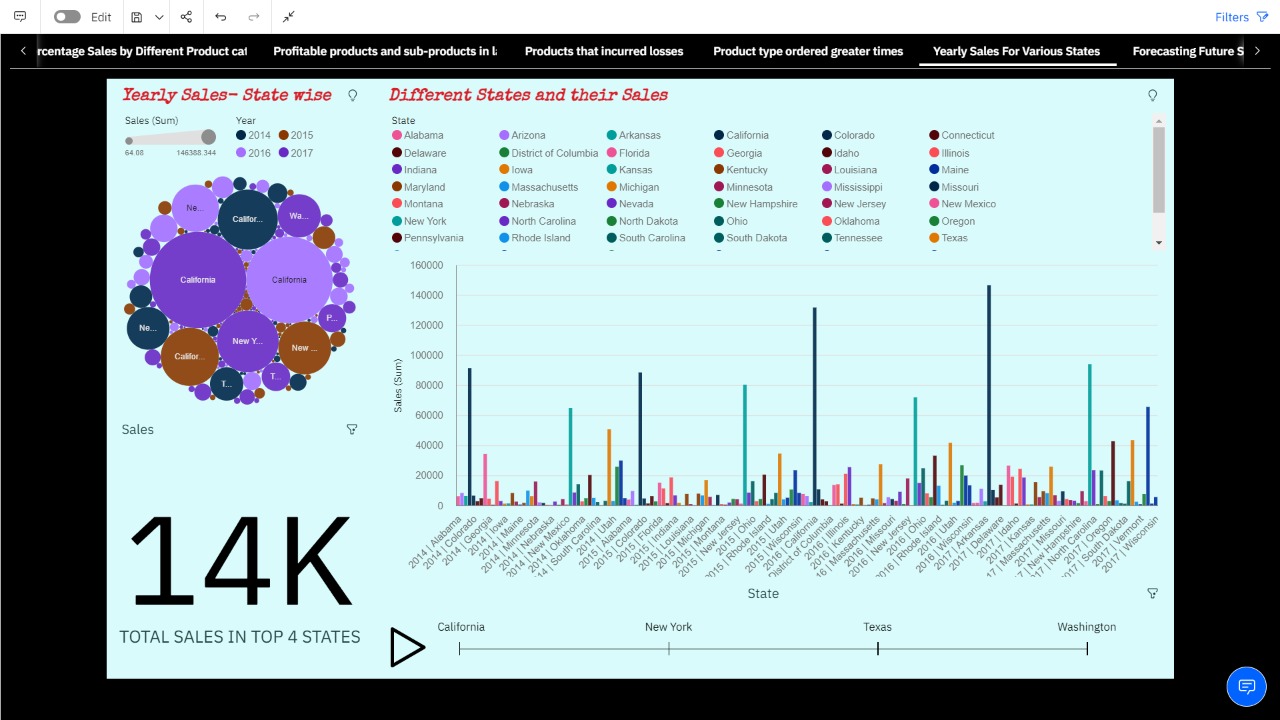 Edit
Filters
rcentage Sales by Different Product cat
Profitable products and sub-products in l
Products that incurred losses
Product type ordered greater times
Yearly Sales For Various States
Forecasting Future S
Yearly Sales- State wise
Different States and their Sales
Sales (Sum)
64.08
146388.344
Year
2014
2015
2016
2017
State
Alabama
Arizona
Arkansas
California
Colorado
Connecticut
Delaware
District of Columbia
Florida
Georgia
Idaho
Illinois
Indiana
Iowa
Kansas
Kentucky
Louisiana
Maine
Maryland
Massachusetts
Michigan
Minnesota
Mississippi
Missouri
Montana
Nebraska
Nevada
New Hampshire
New Jersey
New Mexico
New York
North Carolina
North Dakota
Ohio
Oklahoma
Oregon
Pennsylvania
Rhode Island
South Carolina
South Dakota
Tennessee
Texas
Ne...
Califor...
Wa...
California
California
Ne...
New Y...
P...
Califor...
New ...
T...
T...
Sales (Sum)
160000
140000
120000
100000
80000
60000
40000
20000
0
2014 | Alabama
2014 | Colorado
2014 | Georgia
2014 | Iowa
2014 | Maine
2014 | Minnesota
2014 | Nebraska
2014 | New Mexico
2014 | Oklahoma
14 | South Carolina
2014 | Utah
2015 | Alabama
2015 | Colorado
2015 | Florida
2015 | Iowa
2015 | Louisiana
2015 | Michigan
2015 | Montana
2015 | New Jersey
2015 | Ohio
2015 | Rhode Island
2015 | Utah
2015 | Wisconsin
2016 | California
District of Columbia
2016 | Illinois
2016 | Kentucky
16 | Massachusetts
2016 | Missouri
2016 | New Jersey
2016 | Ohio
2016 | Rhode Island
2016 | Utah
2016 | Wisconsin
2017 | Arkansas
2017 | Delaware
2017 | Idaho
2017 | Kansas
17 | Massachusetts
2017 | Missouri
17 | New Hampshire
17 | North Carolina
2017 | Oregon
17 | South Dakota
2017 | Vermont
2017 | Wisconsin
Sales
14K
TOTAL SALES IN TOP 4 STATES
State
California
New York
Texas
Washington